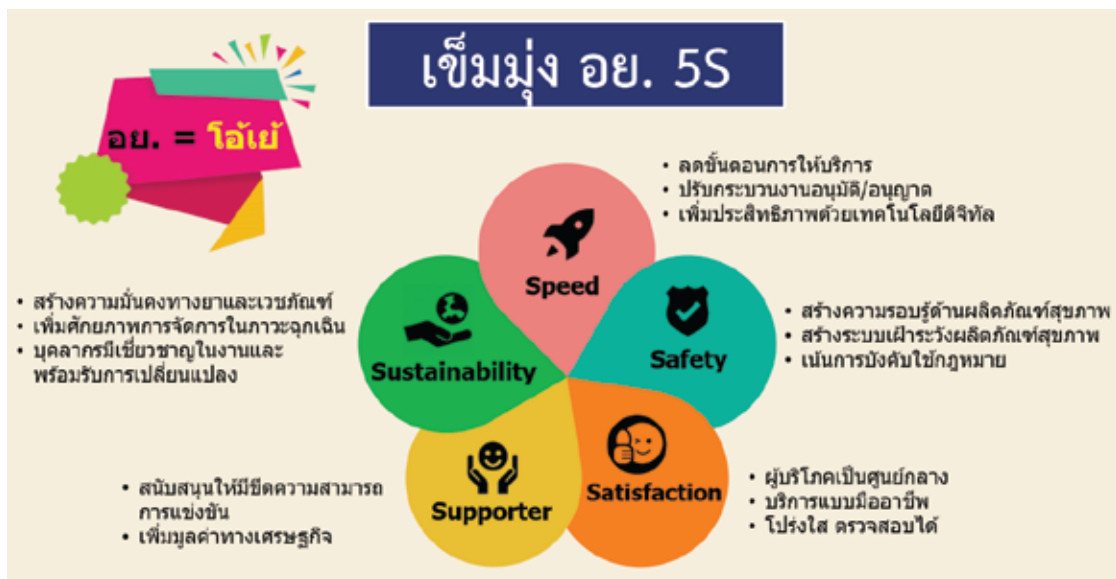 เข็มมุ่ง อย. 5S
อย. = โอ้เย้
Speed
• ลดขั้นตอนการให้บริการ
• ปรับกระบวนงานอนุมัติ/อนุญาต
• เพิ่มประสิทธิภาพด้วยเทคโนโลยีดิจิทัล
Safety
• สร้างความรอบรู้ด้านผลิตภัณฑ์สุขภาพ
• สร้างระบบเฝ้าระวังผลิตภัณฑ์สุขภาพ
• เน้นการบังคับใช้กฎหมาย
Satisfaction
• ผู้บริโภคเป็นศูนย์กลาง
• บริการแบบมืออาชีพ
• โปร่งใส ตรวจสอบได้
Supporter
• สนับสนุนให้มีขีดความสามารถ
การแข่งขัน
• เพิ่มมูลค่าทางเศรษฐกิจ
Sustainability
• สร้างความมั่นคงทางยาและเวชภัณฑ์
• เพิ่มศักยภาพการจัดการในภาวะฉุกเฉิน
• บุคลากรมีเชี่ยวชาญในงานและ
พร้อมรับการเปลี่ยนแปลง